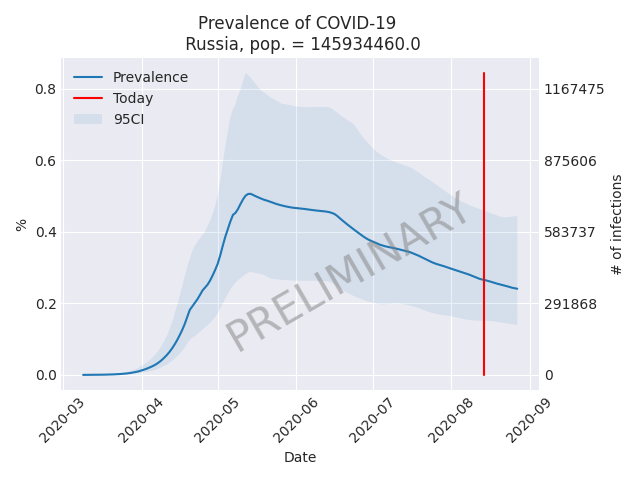 Prevalence of COVID-19
Russia, pop. = 145934460.0
Prevalence
Today
95CI
0.8
0.6
0.4
0.2
0.0
%
1167475
875606
583737
291868
0
# of infections
PRELIMINARY
2020-03
2020-04
2020-05
2020-06
2020-07
2020-08
2020-09
Date